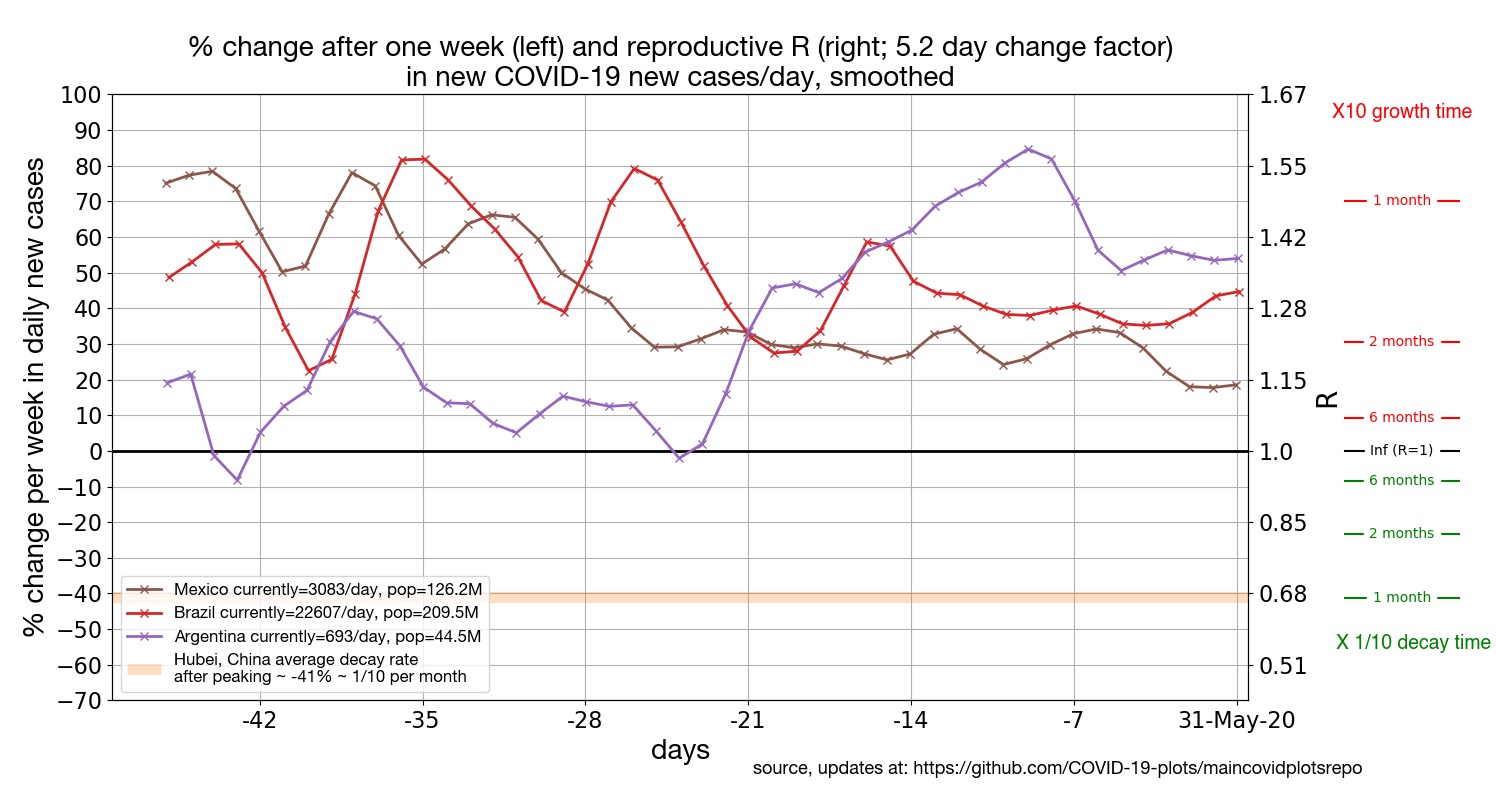 % change after one week (left) and reproductive R (right; 5.2 day change factor)
in new COVID-19 new cases/day, smoothed
% change per week in daily new cases
100
90
80
70
60
50
40
30
20
10
0
−10
−20
−30
−40
−50
−60
−70
1.67
1.55
1.42
1.28
1.15
1.0
0.85
0.68
0.51
R
X10 growth time
1 month
2 months
6 months
Inf (R=1)
6 months
2 months
1 month
X 1/10 decay time
Mexico currently=3083/day, pop=126.2M
Brazil currently=22607/day, pop=209.5M
Argentina currently=693/day, pop=44.5M
Hubei, China average decay rate
after peaking ~ -41% ~ 1/10 per month
-42 -35 -28 -21 -14 -7 31-May-20
days
source, updates at: https://github.com/COVID-19-plots/maincovidplotsrepo